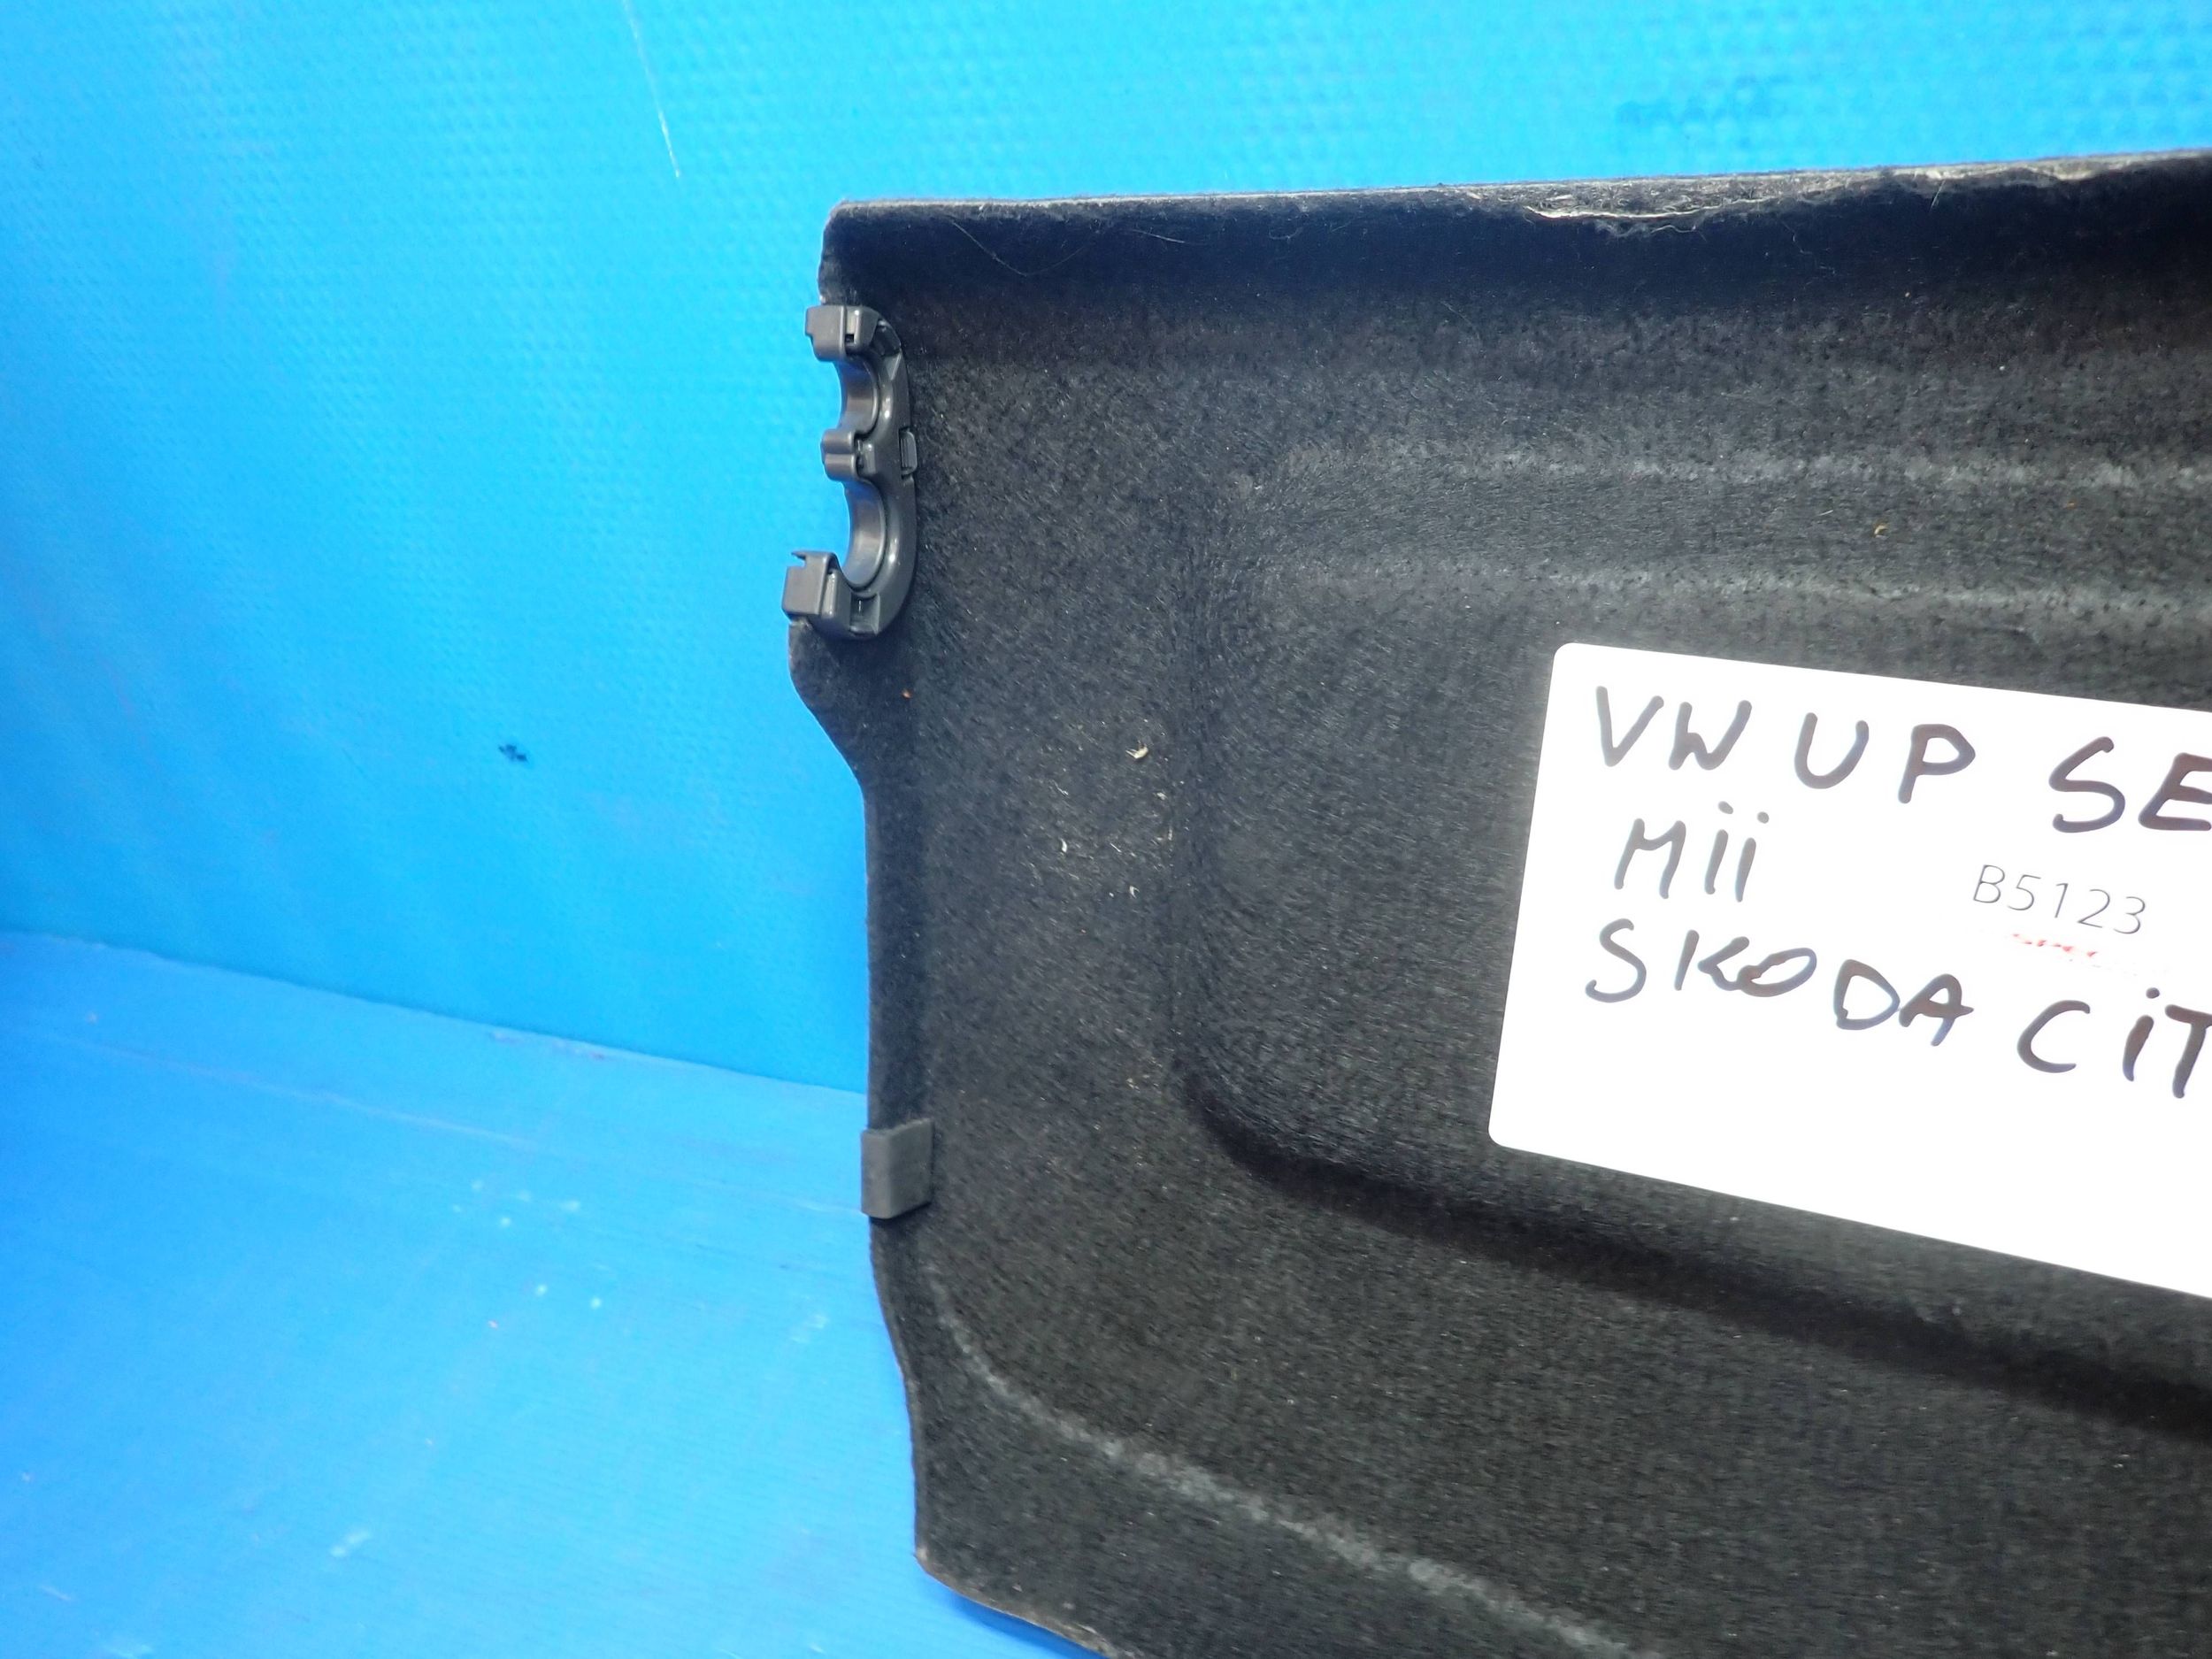 VW UP SE
Mii
B5123
SKODA CiT